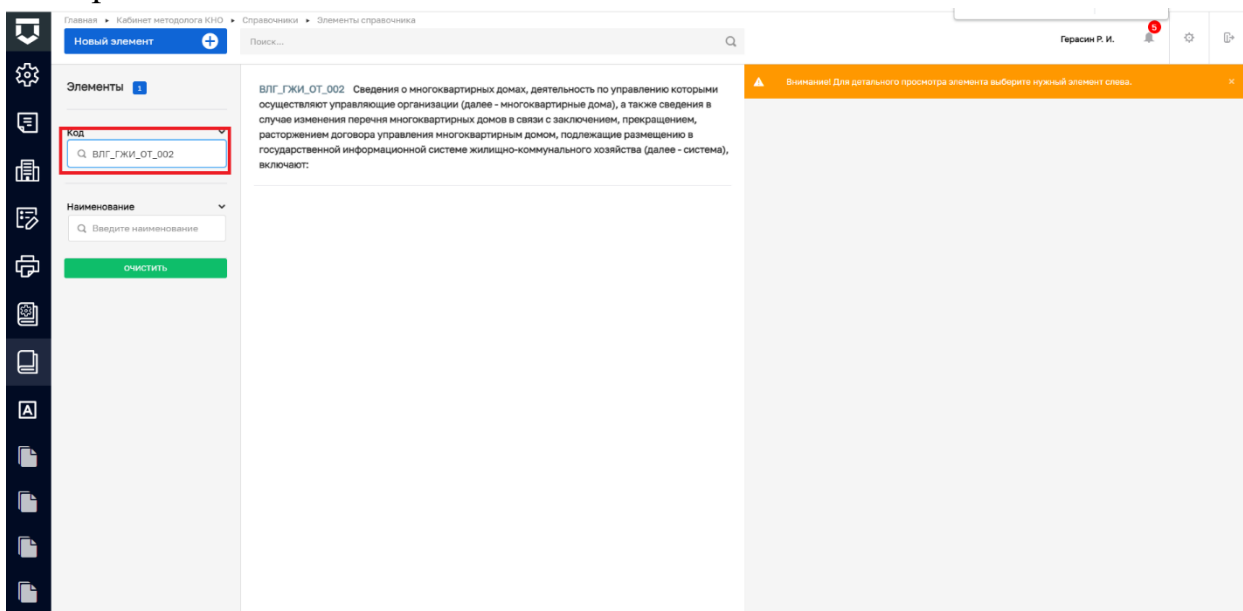 Главная ▸ Кабинет методолога КНО ▸ Справочники ▸ Элементы справочника
Новый элемент
Поиск...
Герасин Р. И.
5
Элементы 1
Код
ВЛГ_ГЖИ_ОТ_002
Наименование
Введите наименование
ОЧИСТИТЬ
ВЛГ_ГЖИ_ОТ_002 Сведения о многоквартирных домах, деятельность по управлению которыми
осуществляют управляющие организации (далее - многоквартирные дома), а также сведения в
случае изменения перечня многоквартирных домов в связи с заключением, прекращением,
расторжением договора управления многоквартирным домом, подлежащие размещению в
государственной информационной системе жилищно-коммунального хозяйства (далее - система),
включают:
Внимание! Для детального просмотра элемента выберите нужный элемент слева.
A